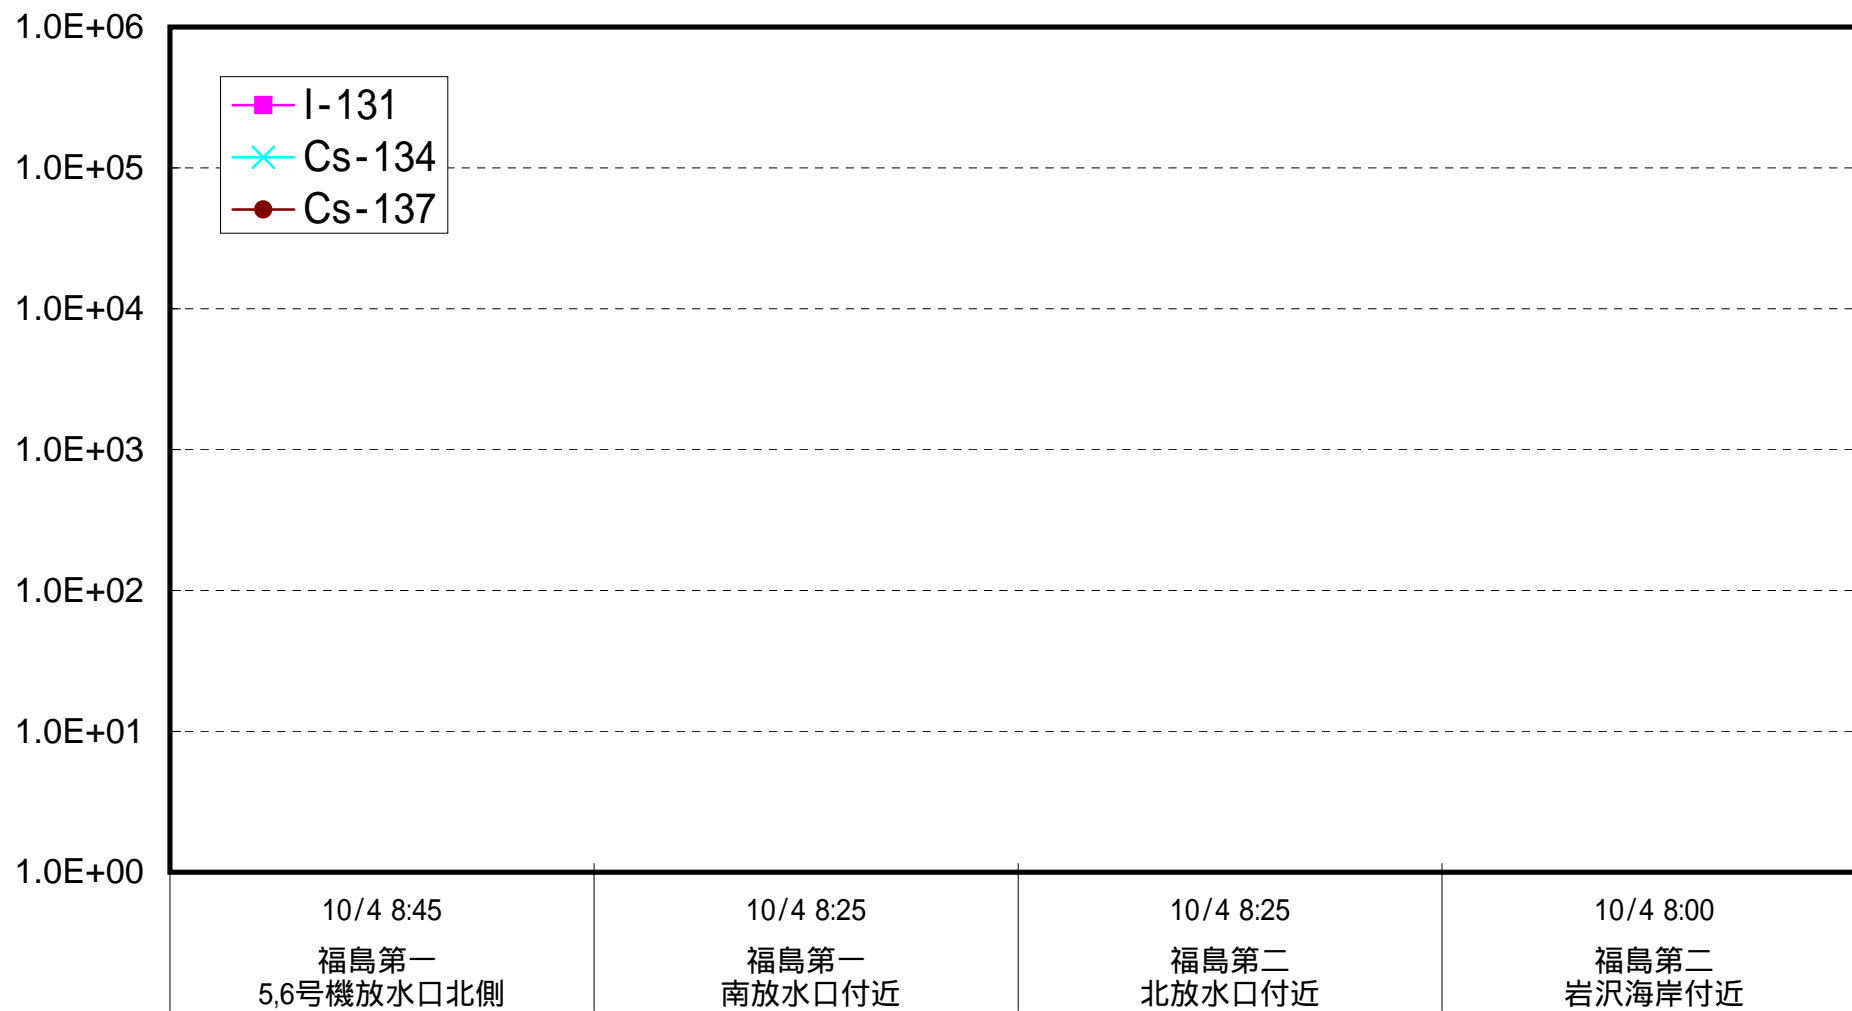 1.0E+06
1.0E+05
1.0E+04
1.0E+03
1.0E+02
1.0E+01
1.0E+00
I-131
Cs-134
Cs-137
10/4 8:45
福島第一
5,6号機放水口北側
10/4 8:25
福島第一
南放水口付近
10/4 8:25
福島第二
北放水口付近
10/4 8:00
福島第二
岩沢海岸付近